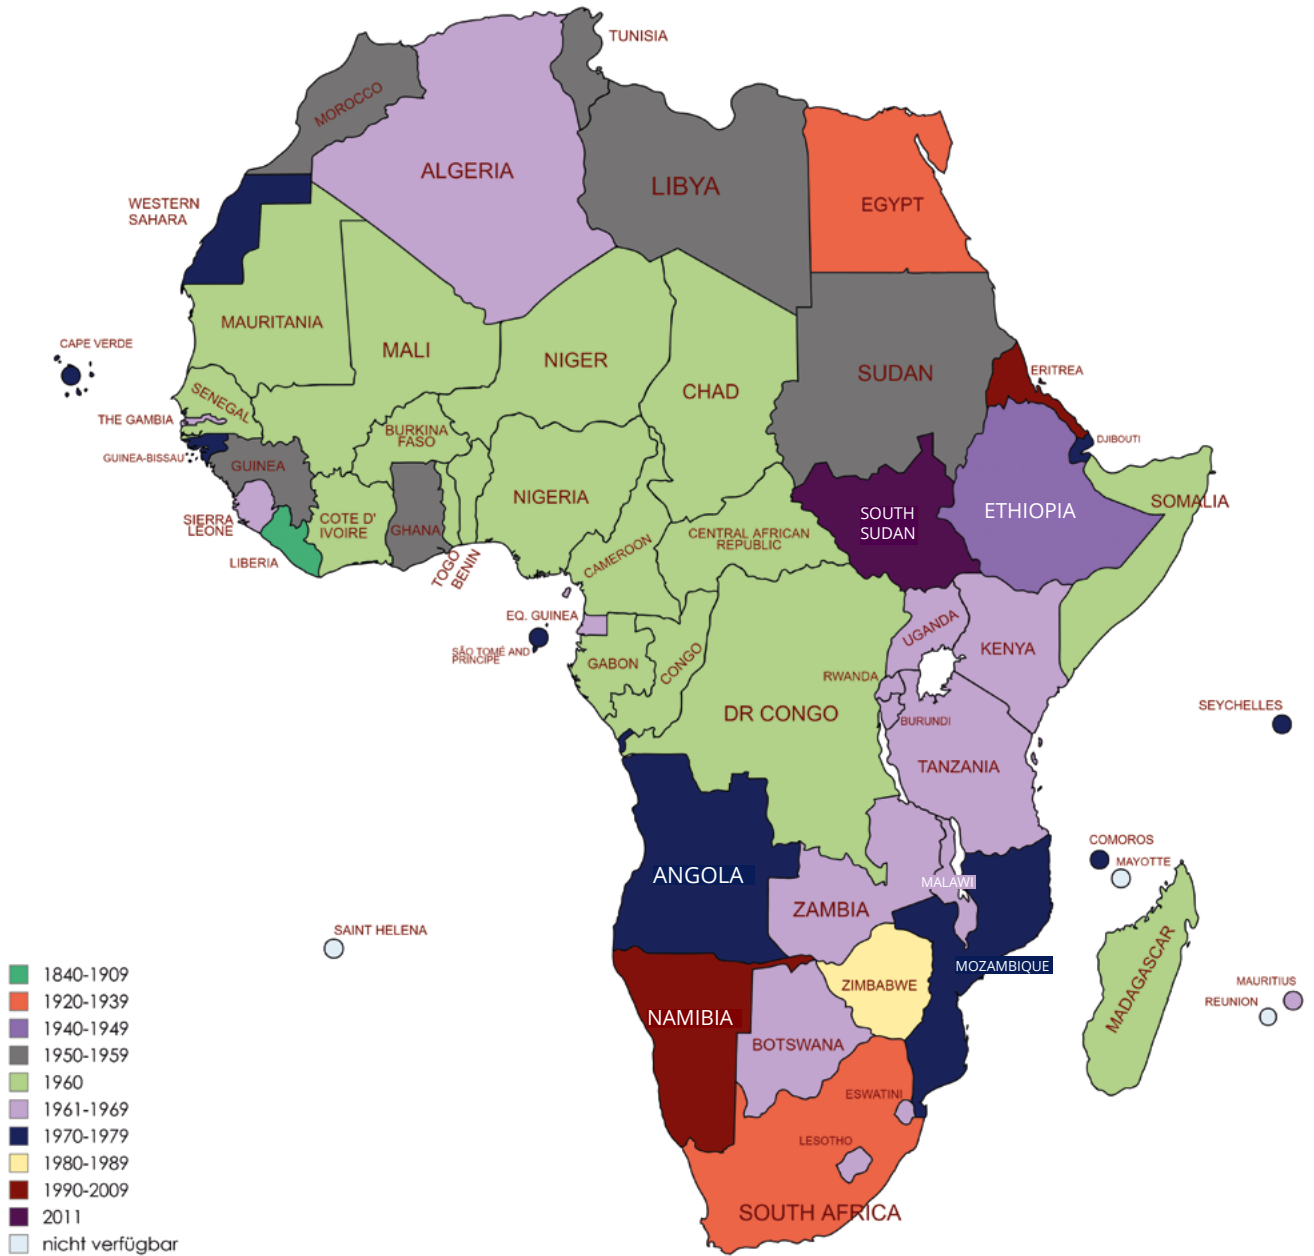 TUNISIA
MOROCCO
ALGERIA
LIBYA
EGYPT
WESTERN
SAHARA
MAURITANIA
MALI
NIGER
CHAD
SUDAN
ERITREA
CAPE VERDE
SENEGAL
THE GAMBIA
BURKINA
FASO
DJIBOUTI
GUINEA-BISSAU
GUINEA
NIGERIA
SOMALIA
SIERRA
LEONE
COTE D'
IVOIRE
GHANA
SOUTH
SUDAN
ETHIOPIA
CENTRAL AFRICAN
REPUBLIC
CAMEROON
LIBERIA
TOGO
BENIN
EQ. GUINEA
UGANDA
KENYA
SÃO TOMÉ AND
PRINCIPE
GABON
CONGO
RWANDA
DR CONGO
BURUNDI
SEYCHELLES
TANZANIA
COMOROS
MAYOTTE
ANGOLA
MALAWI
ZAMBIA
SAINT HELENA
MOZAMBIQUE
MADAGASCAR
ZIMBABWE
MAURITIUS
REUNION
NAMIBIA
BOTSWANA
ESWATINI
LESOTHO
SOUTH AFRICA
1840-1909
1920-1939
1940-1949
1950-1959
1960
1961-1969
1970-1979
1980-1989
1990-2009
2011
nicht verfügbar